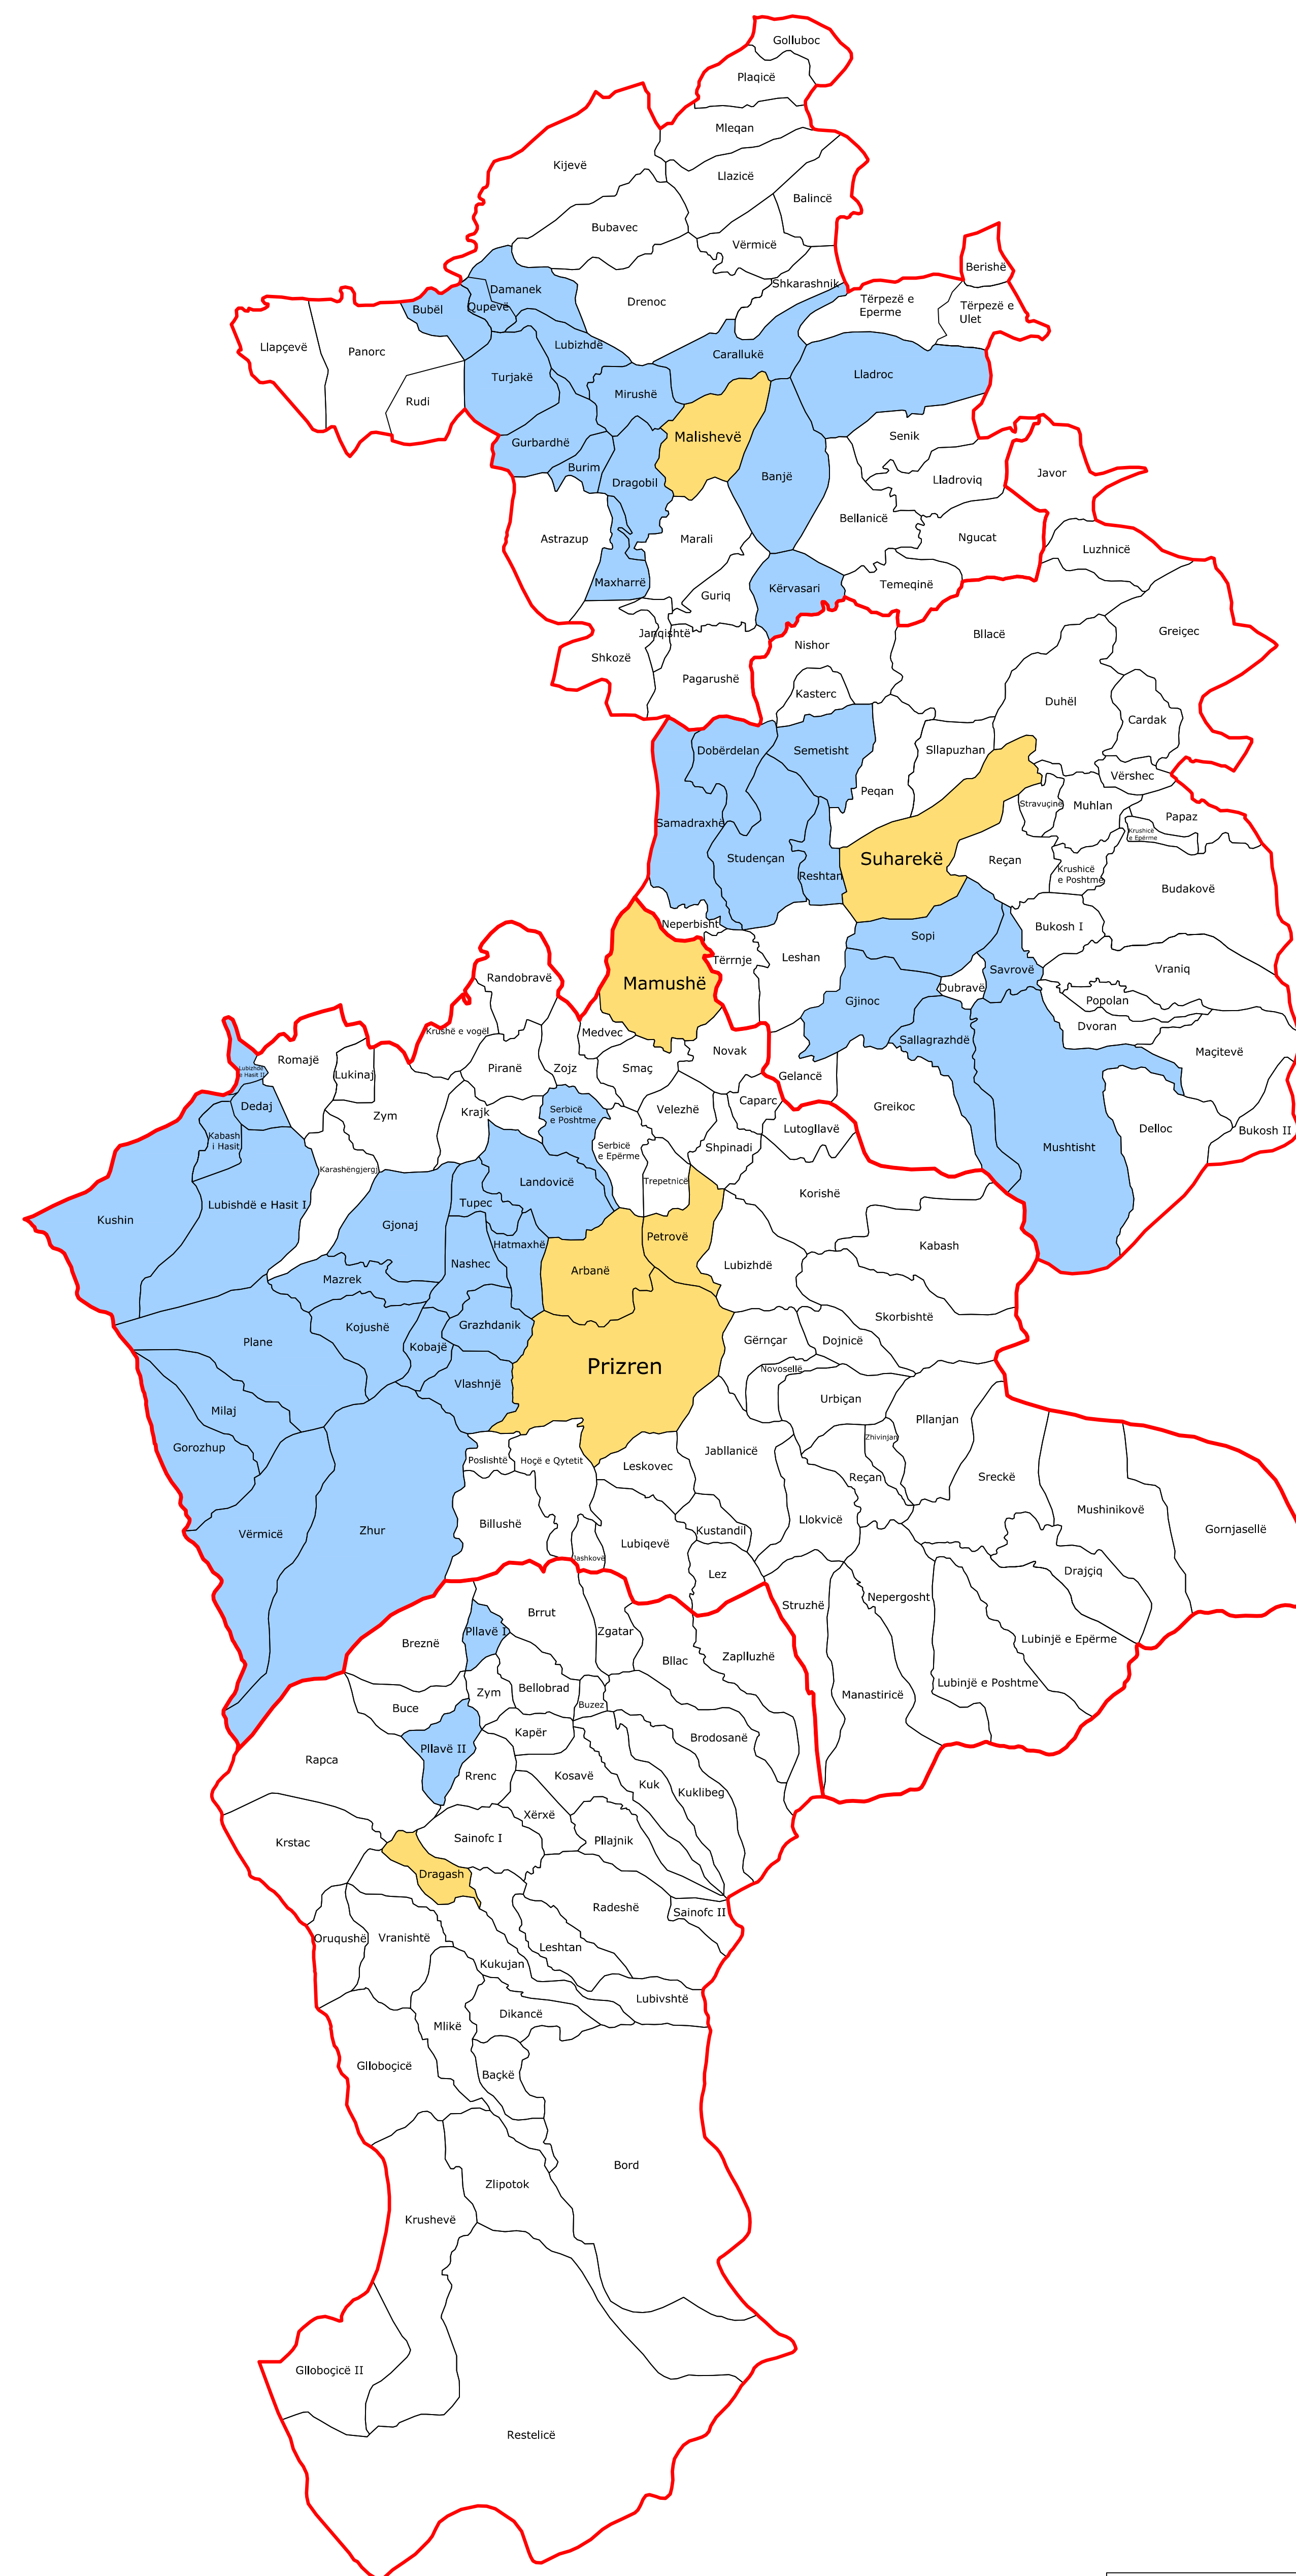 Golluboc
Plaqicë
Mleqan
Kijevë
Llazicë
Balincë
Bubavec
Vërmicë
Berishë
Shkarashnik
Damanek
Drenoc
Tërpezë e
Eperme
Tërpezë e
Ulet
Qupevë
Bubël
Llapçevë
Panorc
Lubizhdë
Carallukë
Lladroc
Turjakë
Mirushë
Rudi
Malishevë
Senik
Gurbardhë
Burim
Dragobil
Banjë
Lladroviq
Javor
Bellanicë
Astrazup
Marali
Ngucat
Luzhnicë
Maxharrë
Guriq
Kërvasari
Temeqinë
Janqishtë
Bllacë
Greiçec
Nishor
Shkozë
Pagarushë
Kasterc
Duhël
Cardak
Dobërdelan
Semetisht
Sllapuzhan
Vërshec
Peqan
Stravuçinë
Muhlan
Papaz
Samadraxhë
Krushicë
e Epërme
Studençan
Reshtan
Suharekë
Reçan
Krushicë
e Poshtme
Budakovë
Neperbisht
Sopi
Bukosh I
Tërrnje
Leshan
Savrovë
Vraniq
Randobravë
Mamushë
Dubravë
Gjinoc
Popolan
Krushë e vogël
Medvec
Sallagrazhdë
Dvoran
Maçitevë
Romajë
Novak
Lubizhdë
e Hasit II
Lukinaj
Piranë
Zojz
Smaç
Gelancë
Dedaj
Zym
Krajk
Serbicë
e Poshtme
Velezhë
Caparc
Greikoc
Lutogllavë
Delloc
Bukosh II
Kabash
i Hasit
Serbicë
e Epërme
Shpinadi
Mushtisht
Karashëngjergj
Landovicë
Trepetnicë
Korishë
Kushin
Lubishdë e Hasit I
Tupec
Gjonaj
Petrovë
Hatmaxhë
Kabash
Nashec
Arbanë
Lubizhdë
Mazrek
Skorbishtë
Plane
Kojushë
Grazhdanik
Kobajë
Gërnçar
Dojnicë
Prizren
Novosellë
Vlashnjë
Urbiçan
Milaj
Pllanjan
Gorozhup
Zhivinjan
Jabllanicë
Poslishtë
Hoçë e Qytetit
Leskovec
Reçan
Sreckë
Mushinikovë
Vërmicë
Zhur
Billushë
Kustandil
Llokvicë
Gornjasellë
Lubiqevë
Jashkovë
Lez
Drajçiq
Struzhë
Nepergosht
Brrut
Pllavë I
Zgatar
Breznë
Lubinjë e Epërme
Zaplluzhë
Bllac
Lubinjë e Poshtme
Bellobrad
Zym
Manastiricë
Buzez
Buce
Kapër
Brodosanë
Pllavë II
Rapca
Rrenc
Kosavë
Kuk
Kuklibeg
Xërxë
Krstac
Sainofc I
Pllajnik
Dragash
Radeshë
Sainofc II
Oruqushë
Vranishtë
Leshtan
Kukujan
Lubivshtë
Dikancë
Mlikë
Glloboçicë
Baçkë
Bord
Zlipotok
Krushevë
Glloboçicë II
Restelicë